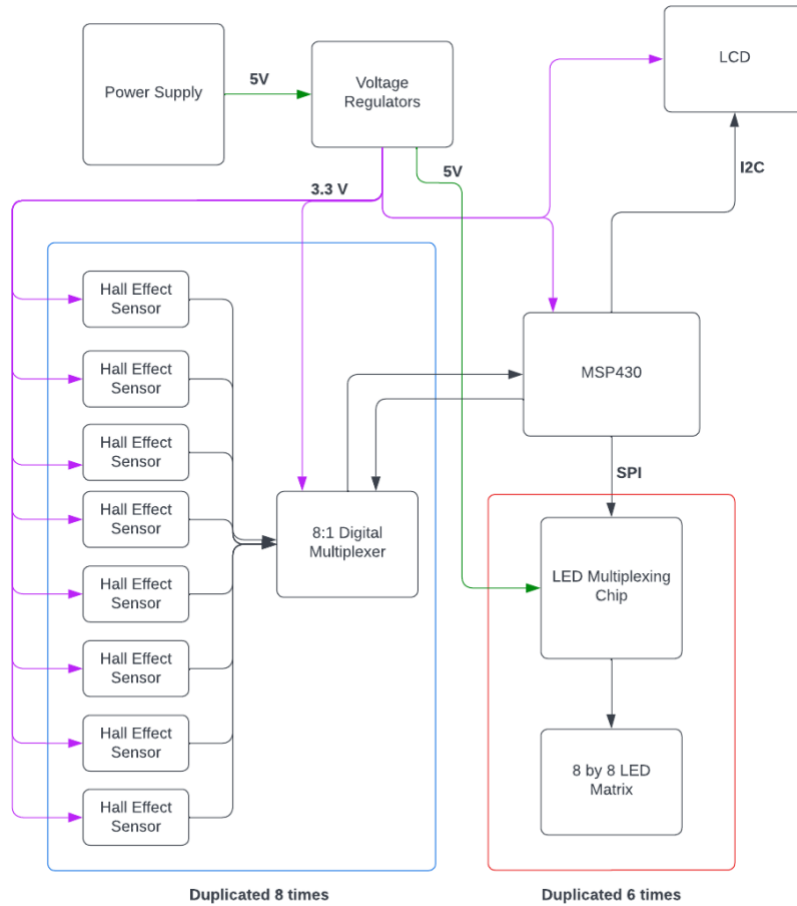 Power Supply
5V
Voltage
Regulators
LCD
5V
I2C
3.3 V
Hall Effect
Sensor
Hall Effect
Sensor
Hall Effect
Sensor
Hall Effect
Sensor
Hall Effect
Sensor
Hall Effect
Sensor
Hall Effect
Sensor
Hall Effect
Sensor
8:1 Digital
Multiplexer
MSP430
SPI
LED Multiplexing
Chip
8 by 8 LED
Matrix
Duplicated 8 times
Duplicated 6 times